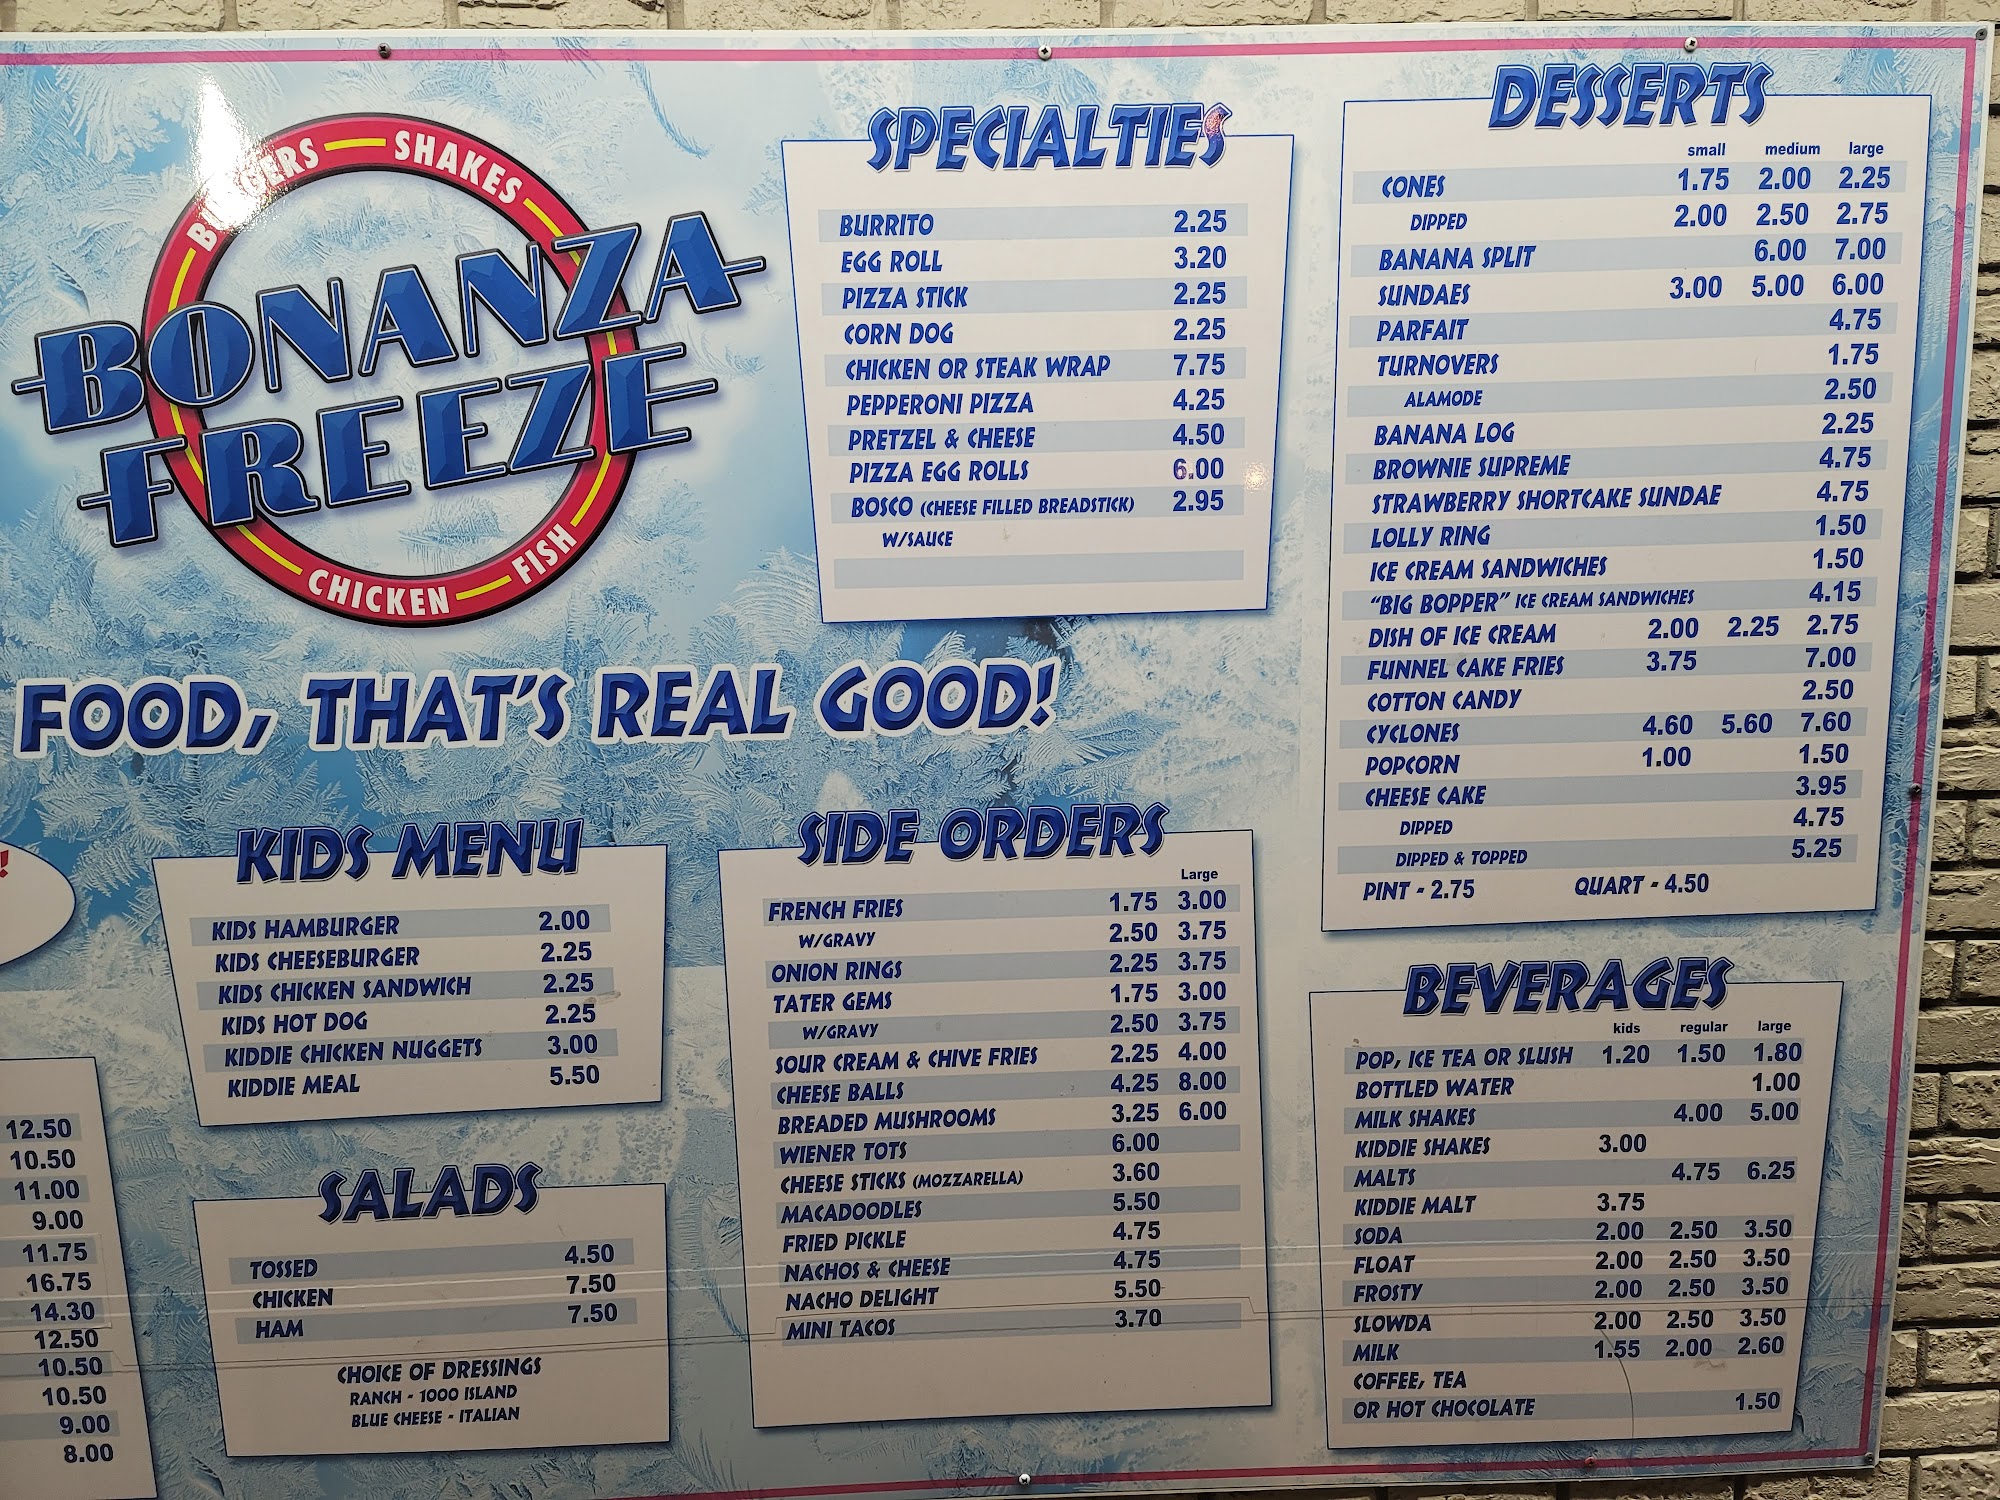 BURGERS SHAKES
BONANZA
FREEZE
CHICKEN FISH
FOOD, THAT'S REAL GOOD!
!
SPECIALTIES
BURRITO 2.25
EGG ROLL 3.20
PIZZA STICK 2.25
CORN DOG 2.25
CHICKEN OR STEAK WRAP 7.75
PEPPERONI PIZZA 4.25
PRETZEL & CHEESE 4.50
PIZZA EGG ROLLS 6.00
BOSCO (CHEESE FILLED BREADSTICK) 2.95
W/SAUCE
DESSERTS
small medium large
CONES 1.75 2.00 2.25
DIPPED 2.00 2.50 2.75
BANANA SPLIT 6.00 7.00
SUNDAES 3.00 5.00 6.00
PARFAIT 4.75
TURNOVERS 1.75
ALAMODE 2.50
BANANA LOG 2.25
BROWNIE SUPREME 4.75
STRAWBERRY SHORTCAKE SUNDAE 4.75
LOLLY RING 1.50
ICE CREAM SANDWICHES 1.50
"BIG BOPPER" ICE CREAM SANDWICHES 4.15
DISH OF ICE CREAM 2.00 2.25 2.75
FUNNEL CAKE FRIES 3.75 7.00
COTTON CANDY 2.50
CYCLONES 4.60 5.60 7.60
POPCORN 1.00 1.50
CHEESE CAKE 3.95
DIPPED 4.75
DIPPED & TOPPED 5.25
PINT - 2.75 QUART - 4.50
KIDS MENU
KIDS HAMBURGER 2.00
KIDS CHEESEBURGER 2.25
KIDS CHICKEN SANDWICH 2.25
KIDS HOT DOG 2.25
KIDDIE CHICKEN NUGGETS 3.00
KIDDIE MEAL 5.50
SIDE ORDERS
Large
FRENCH FRIES 1.75 3.00
W/GRAVY 2.50 3.75
ONION RINGS 2.25 3.75
TATER GEMS 1.75 3.00
W/GRAVY 2.50 3.75
SOUR CREAM & CHIVE FRIES 2.25 4.00
CHEESE BALLS 4.25 8.00
BREADED MUSHROOMS 3.25 6.00
WIENER TOTS 6.00
CHEESE STICKS (MOZZARELLA) 3.60
MACADOODLES 5.50
FRIED PICKLE 4.75
NACHOS & CHEESE 4.75
NACHO DELIGHT 5.50
MINI TACOS 3.70
BEVERAGES
kids regular large
POP, ICE TEA OR SLUSH 1.20 1.50 1.80
BOTTLED WATER 1.00
MILK SHAKES 4.00 5.00
KIDDIE SHAKES 3.00
MALTS 4.75 6.25
KIDDIE MALT 3.75
SODA 2.00 2.50 3.50
FLOAT 2.00 2.50 3.50
FROSTY 2.00 2.50 3.50
SLOWDA 2.00 2.50 3.50
MILK 1.55 2.00 2.60
COFFEE, TEA
OR HOT CHOCOLATE 1.50
SALADS
TOSSED 4.50
CHICKEN 7.50
HAM 7.50
CHOICE OF DRESSINGS
RANCH - 1000 ISLAND
BLUE CHEESE - ITALIAN
12.50
10.50
11.00
9.00
11.75
16.75
14.30
12.50
10.50
10.50
9.00
8.00